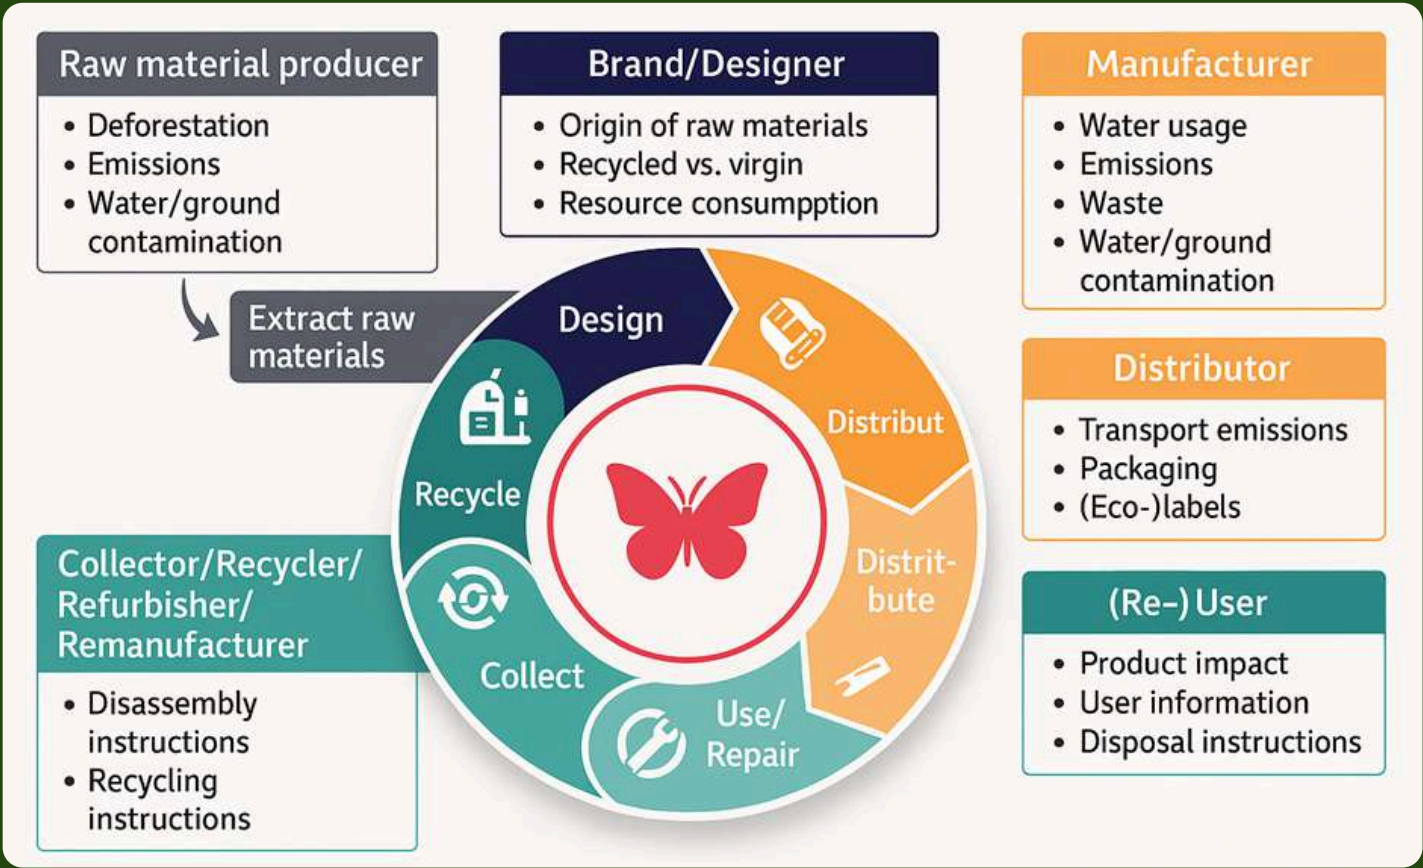 Raw material producer
• Deforestation
• Emissions
• Water/ground
contamination
Brand/Designer
• Origin of raw materials
• Recycled vs. virgin
• Resource consumpption
Manufacturer
• Water usage
• Emissions
• Waste
• Water/ground
contamination
Extract raw
materials
Design
Distribut
Distrit-
bute
Use/
Repair
Collect
Recycle
Distributor
• Transport emissions
• Packaging
• (Eco-)labels
(Re-) User
• Product impact
• User information
• Disposal instructions
Collector/Recycler/
Refurbisher/
Remanufacturer
• Disassembly
instructions
• Recycling
instructions